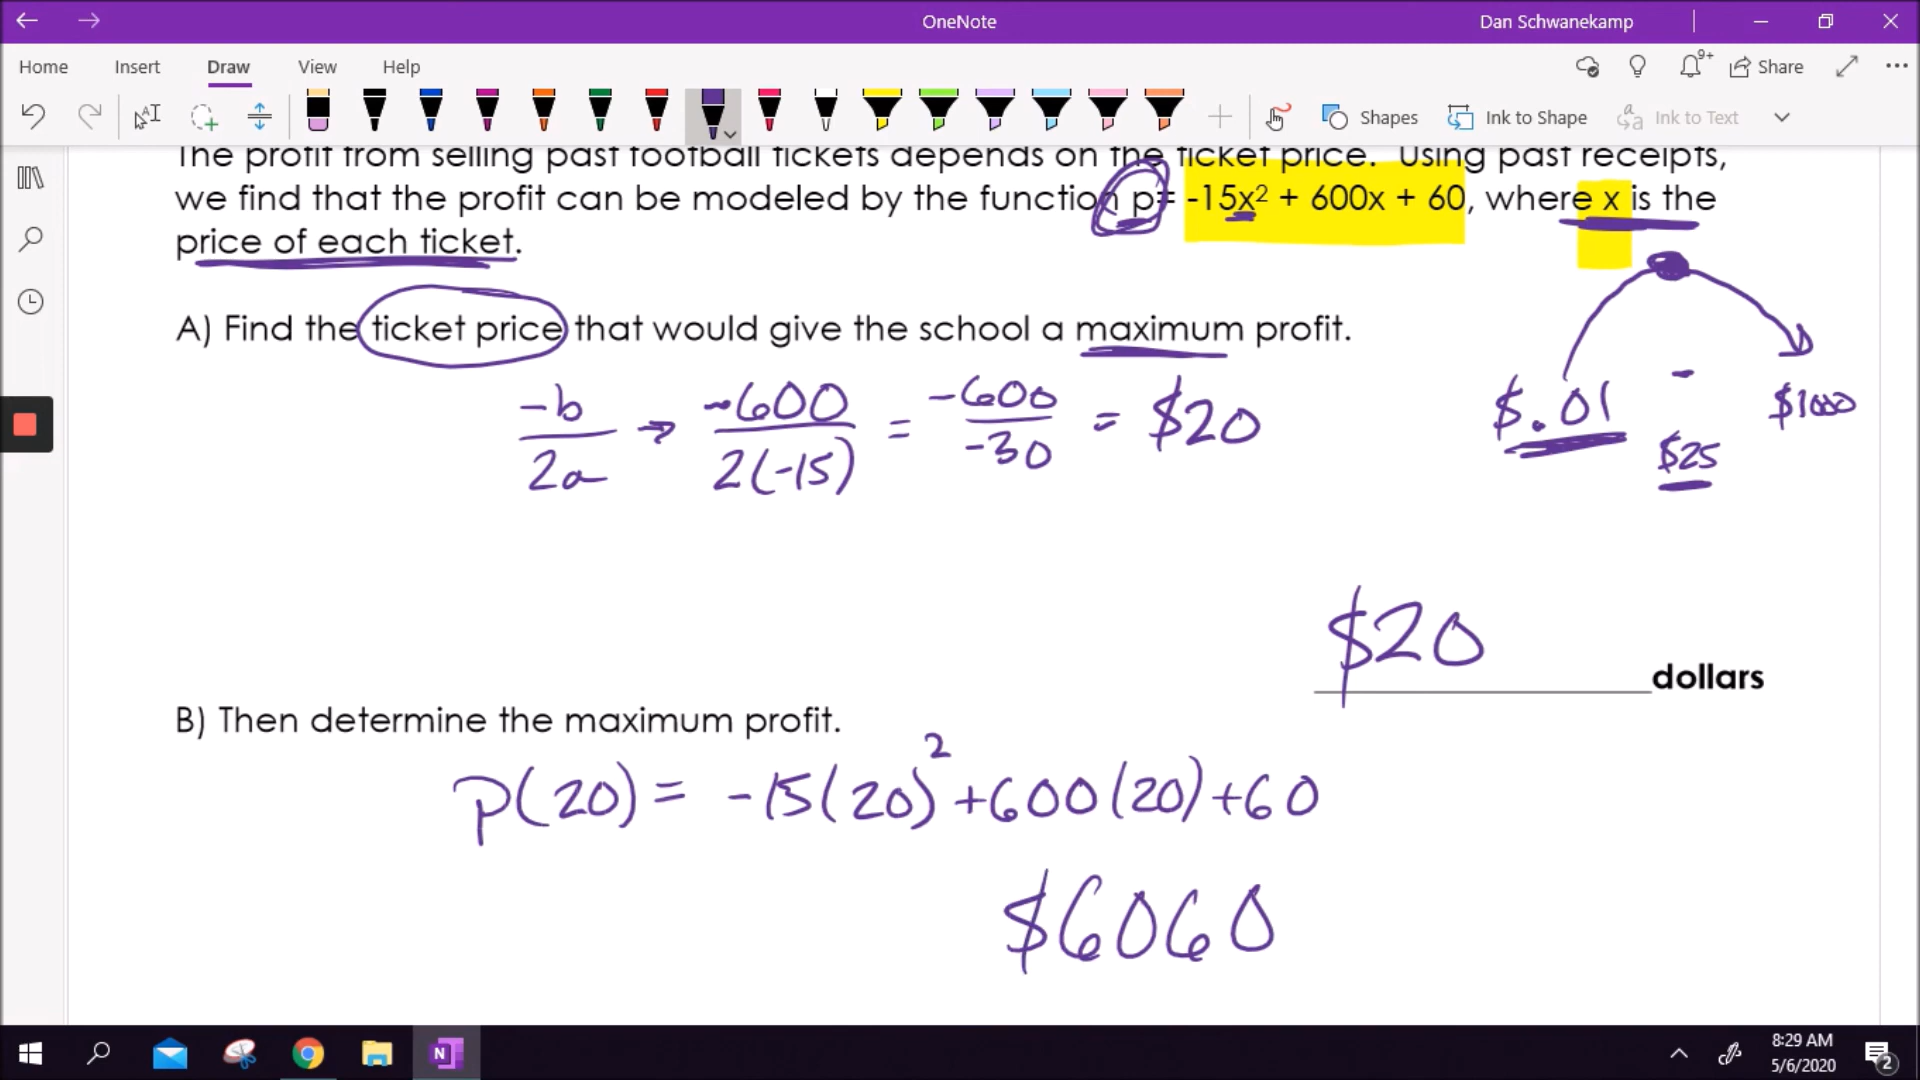 OneNote
Dan Schwanekamp
Home Insert Draw View Help
9+
Share
Shapes
Ink to Shape
Ink to Text
The profit from selling past football tickets depends on the ticket price. Using past receipts,
we find that the profit can be modeled by the function p= -15x² + 600x + 60, where x is the
price of each ticket.
A) Find the ticket price that would give the school a maximum profit.
-b/2a → -600/2(-15) = -600/-30 = $20
$.01
-
$25
$1000
$20
dollars
B) Then determine the maximum profit.
p(20) = -15(20)² +600(20)+60
$6060
8:29 AM
5/6/2020
2